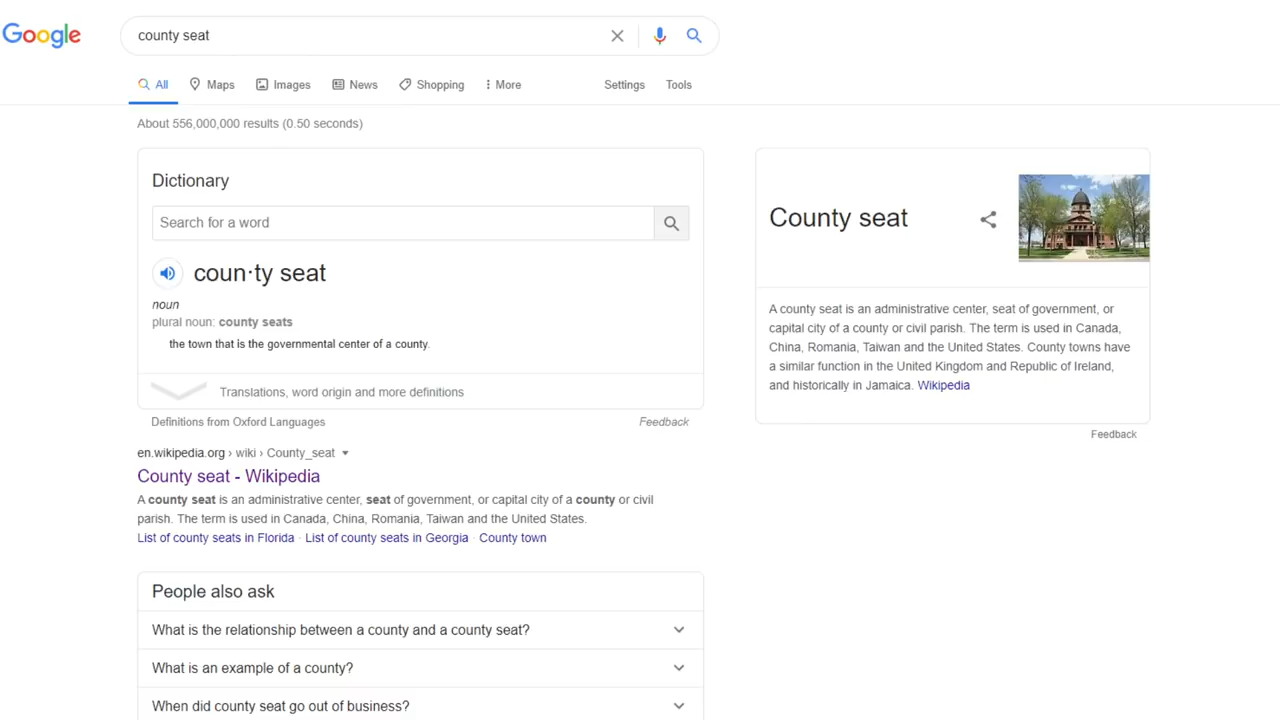 Google
county seat
All
Maps
Images
News
Shopping
More
Settings
Tools
About 556,000,000 results (0.50 seconds)
Dictionary
Search for a word
coun·ty seat
noun
plural noun: county seats
the town that is the governmental center of a county.
Translations, word origin and more definitions
Definitions from Oxford Languages
Feedback
en.wikipedia.org › wiki › County_seat
County seat - Wikipedia
A county seat is an administrative center, seat of government, or capital city of a county or civil
parish. The term is used in Canada, China, Romania, Taiwan and the United States.
List of county seats in Florida · List of county seats in Georgia · County town
People also ask
What is the relationship between a county and a county seat?
What is an example of a county?
When did county seat go out of business?
County seat
A county seat is an administrative center, seat of government, or
capital city of a county or civil parish. The term is used in Canada,
China, Romania, Taiwan and the United States. County towns have
a similar function in the United Kingdom and Republic of Ireland,
and historically in Jamaica. Wikipedia
Feedback